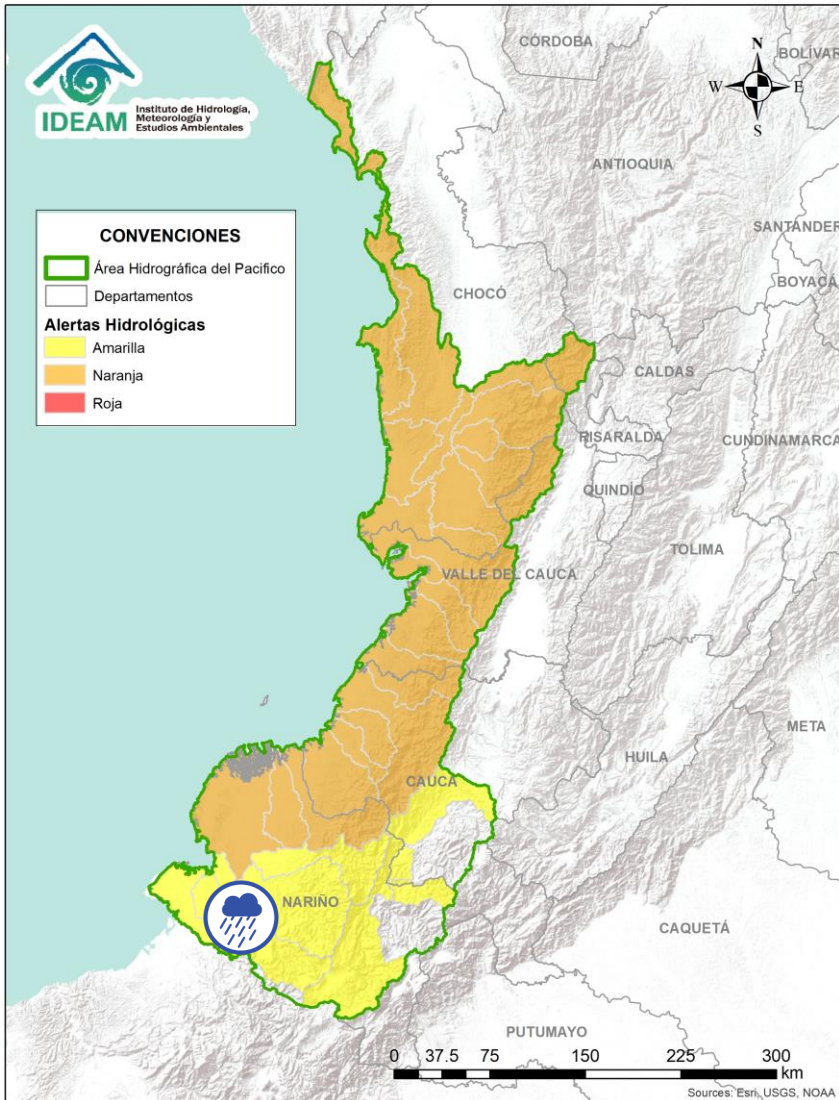 IDEAM
Instituto de Hidrología,
Meteorología y
Estudios Ambientales
CÓRDOBA
BOLÍVAR
N
W
E
S
ANTIOQUIA
SANTANDER
BOYACÁ
CONVENCIONES
Área Hidrográfica del Pacifico
Departamentos
Alertas Hidrológicas
Amarilla
Naranja
Roja
CHOCÓ
CALDAS
RISARALDA
CUNDINAMARCA
QUINDÍO
TOLIMA
VALLE DEL CAUCA
META
HUILA
CAUCA
NARIÑO
CAQUETÁ
PUTUMAYO
0 37.5 75 150 225 300
km
Sources: Esri, USGS, NOAA